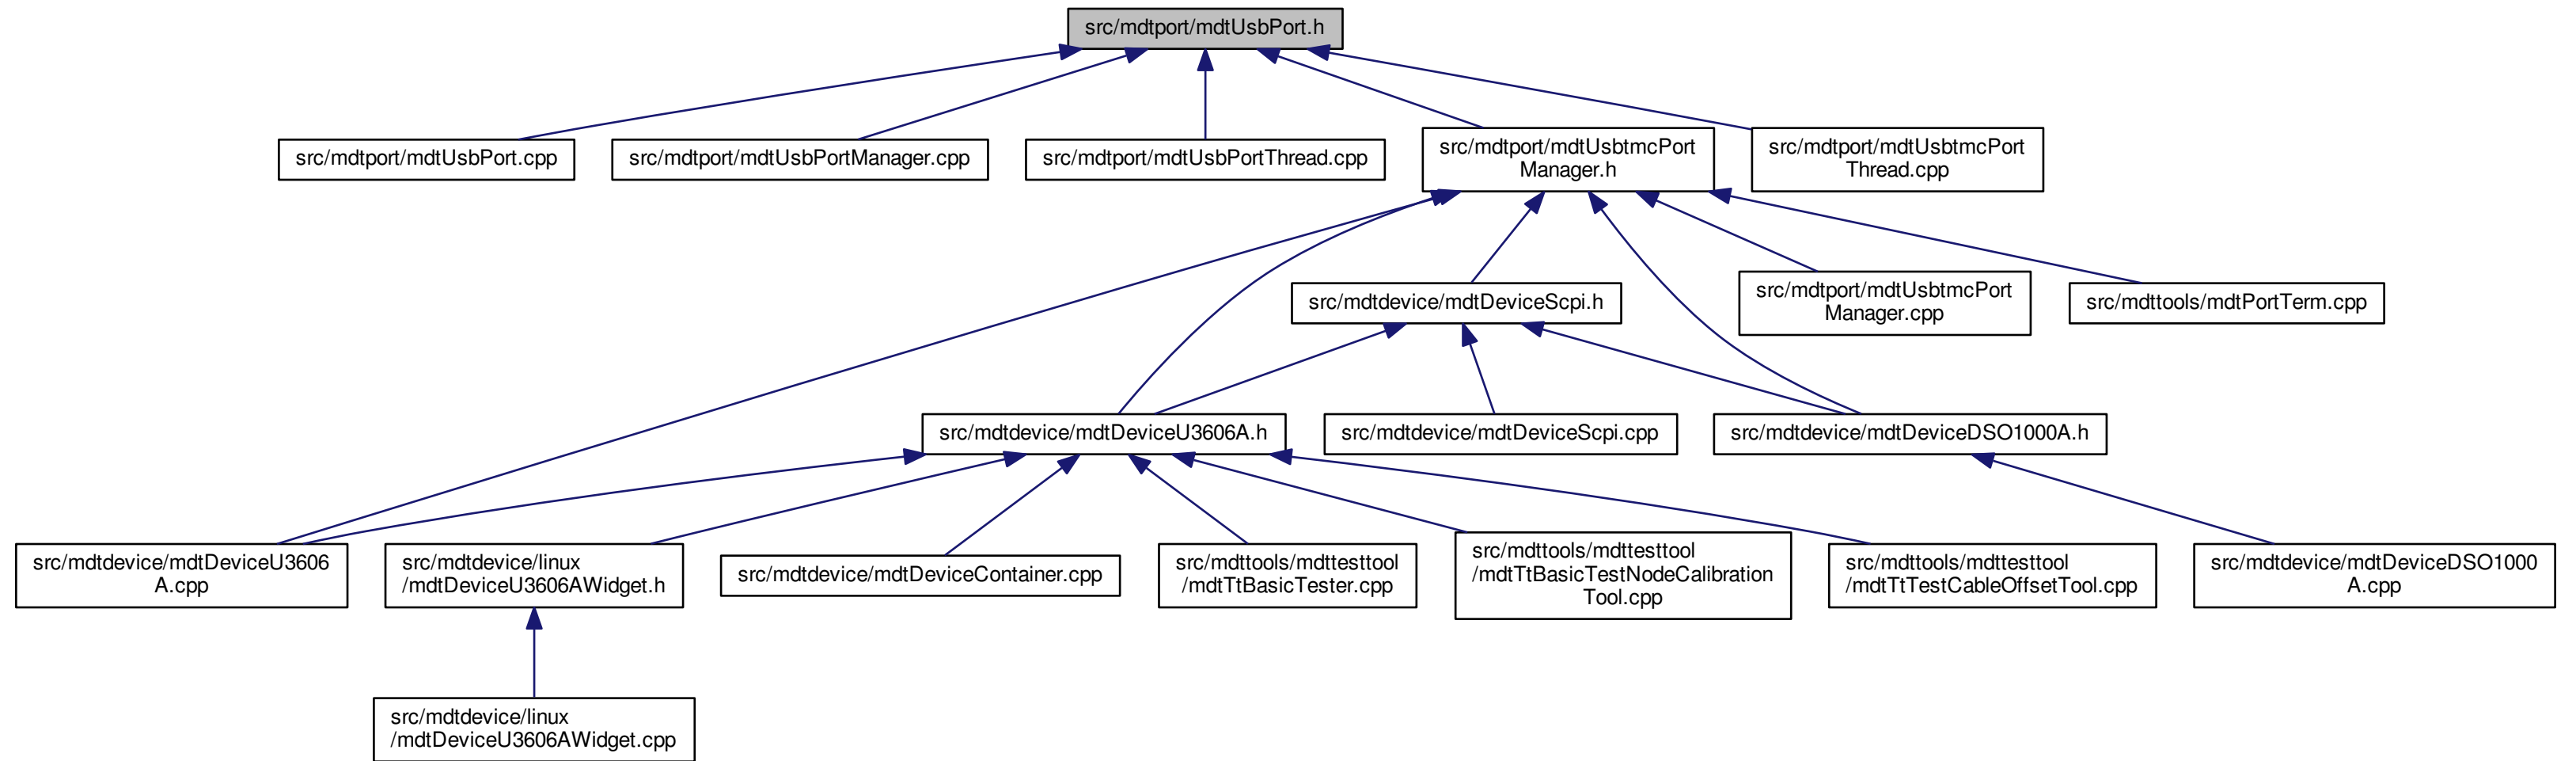 src/mdtport/mdtUsbPort.h
src/mdtport/mdtUsbPort.cpp
src/mdtport/mdtUsbPortManager.cpp
src/mdtport/mdtUsbPortThread.cpp
src/mdtport/mdtUsbtmcPort
Manager.h
src/mdtport/mdtUsbtmcPort
Thread.cpp
src/mdtdevice/mdtDeviceScpi.h
src/mdtport/mdtUsbtmcPort
Manager.cpp
src/mdttools/mdtPortTerm.cpp
src/mdtdevice/mdtDeviceU3606A.h
src/mdtdevice/mdtDeviceScpi.cpp
src/mdtdevice/mdtDeviceDSO1000A.h
src/mdtdevice/mdtDeviceU3606
A.cpp
src/mdtdevice/linux
/mdtDeviceU3606AWidget.h
src/mdtdevice/mdtDeviceContainer.cpp
src/mdttools/mdttesttool
/mdtTtBasicTester.cpp
src/mdttools/mdttesttool
/mdtTtBasicTestNodeCalibration
Tool.cpp
src/mdttools/mdttesttool
/mdtTtTestCableOffsetTool.cpp
src/mdtdevice/mdtDeviceDSO1000
A.cpp
src/mdtdevice/linux
/mdtDeviceU3606AWidget.cpp